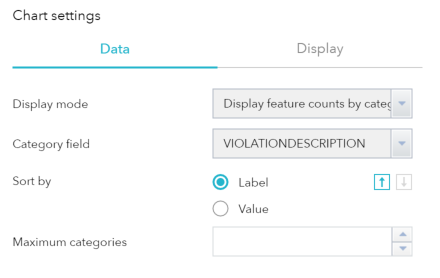 Chart settings
Data
Display
Display mode
Display feature counts by categ
Category field
VIOLATIONDESCRIPTION
Sort by
Label
Value
Maximum categories